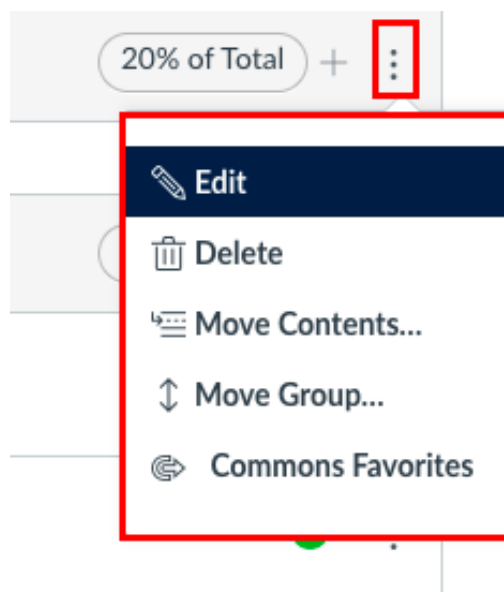 20% of Total
Edit
Delete
Move Contents...
Move Group...
Commons Favorites